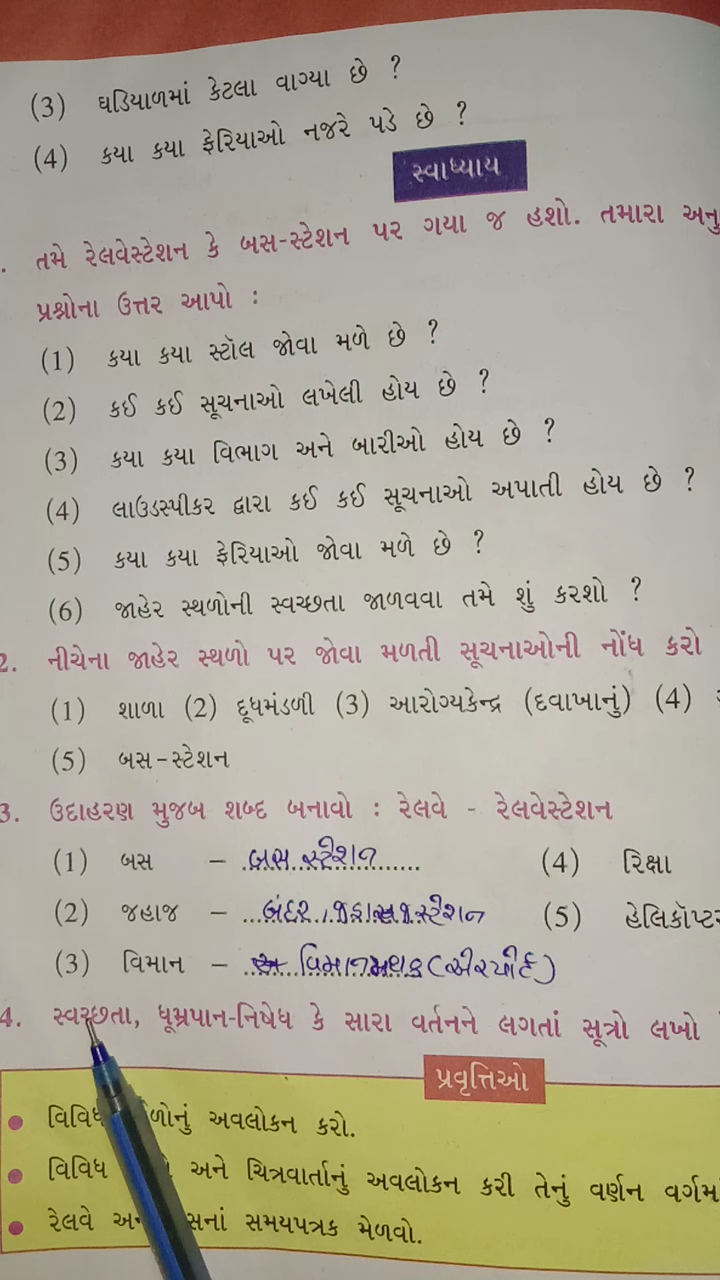 (3) ઘડિયાળમાં કેટલા વાગ્યા છે ?
(4) કયા કયા ફેરિયાઓ નજરે પડે છે ?
સ્વાધ્યાય
. તમે રેલવેસ્ટેશન કે બસ-સ્ટેશન પર ગયા જ હશો. તમારા અનુ
પ્રશ્નોના ઉત્તર આપો :
(1) કયા કયા સ્ટૉલ જોવા મળે છે ?
(2) કઈ કઈ સૂચનાઓ લખેલી હોય છે ?
(3) કયા કયા વિભાગ અને બારીઓ હોય છે ?
(4) લાઉડસ્પીકર દ્વારા કઈ કઈ સૂચનાઓ અપાતી હોય છે ?
(5) કયા કયા ફેરિયાઓ જોવા મળે છે ?
(6) જાહેર સ્થળોની સ્વચ્છતા જાળવવા તમે શું કરશો ?
2. નીચેના જાહેર સ્થળો પર જોવા મળતી સૂચનાઓની નોંધ કરો
(1) શાળા (2) દૂધમંડળી (3) આરોગ્યકેન્દ્ર (દવાખાનું) (4)
(5) બસ-સ્ટેશન
3. ઉદાહરણ મુજબ શબ્દ બનાવો : રેલવે - રેલવેસ્ટેશન
(1) બસ – બસ સ્ટેશન (4) રિક્ષા
(2) જહાજ – બંદર, (5) હેલિકૉપ્ટર
(3) વિમાન – વિમાનમથક (એરપોર્ટ)
4. સ્વચ્છતા, ધૂમ્રપાન-નિષેધ કે સારા વર્તનને લગતાં સૂત્રો લખો
પ્રવૃત્તિઓ
● વિવિધ ળોનું અવલોકન કરો.
● વિવિધ અને ચિત્રવાર્તાનું અવલોકન કરી તેનું વર્ણન વર્ગમ
● રેલવે અને સનાં સમયપત્રક મેળવો.